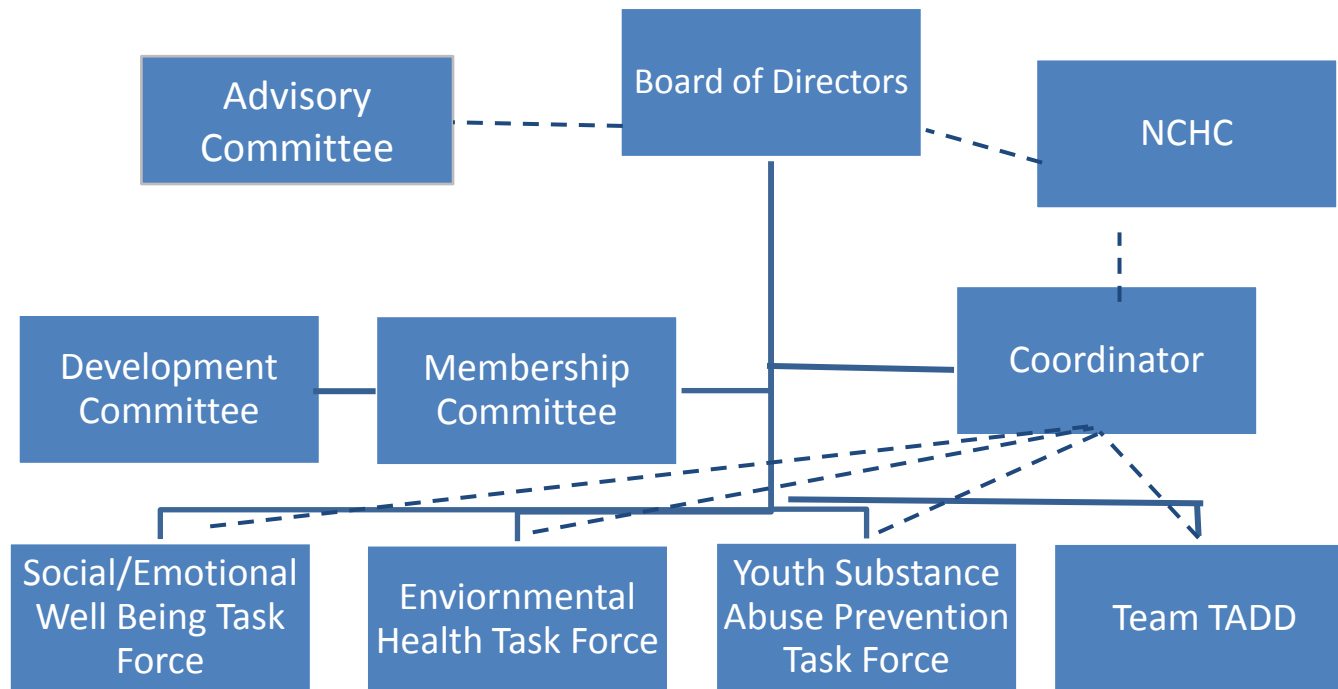 Board of Directors
Advisory
Committee
NCHC
Development
Committee
Membership
Committee
Coordinator
Social/Emotional
Well Being Task
Force
Enviornmental
Health Task Force
Youth Substance
Abuse Prevention
Task Force
Team TADD